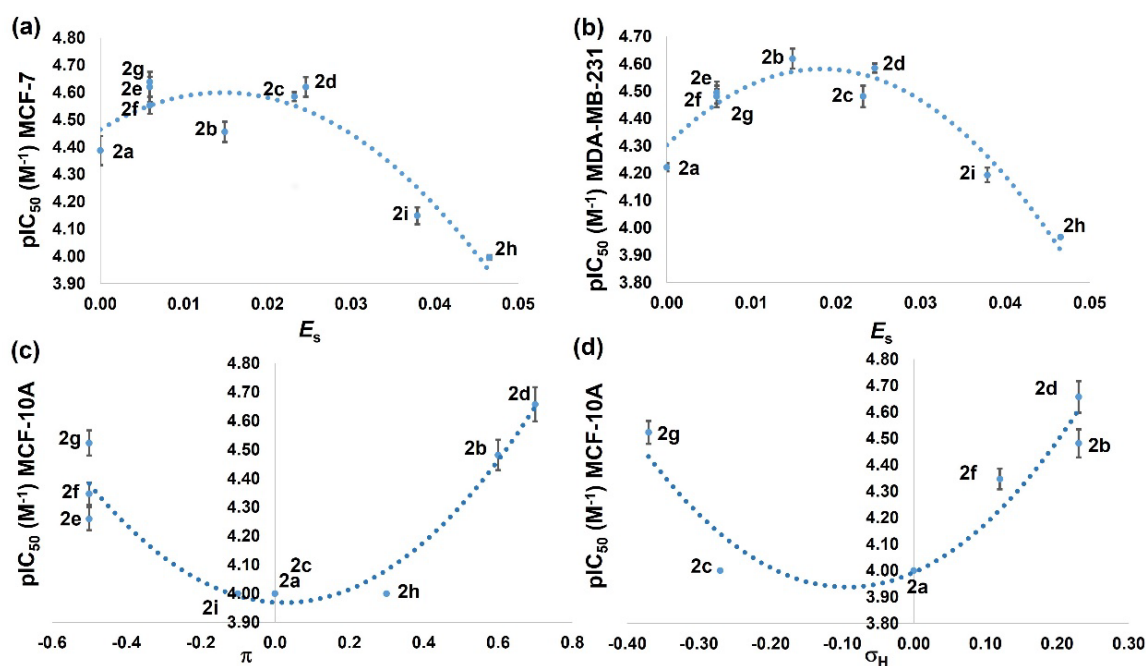 (a)
pIC50 (M-1) MCF-7
4.80
4.70
4.60
4.50
4.40
4.30
4.20
4.10
4.00
3.90
2g
2e
2f
2a
2b
2c
2d
2i
2h
0.00 0.01 0.02 0.03 0.04 0.05
Es
(b)
pIC50 (M-1) MDA-MB-231
4.70
4.60
4.50
4.40
4.30
4.20
4.10
4.00
3.90
3.80
2e
2f
2g
2a
2b
2d
2c
2i
2h
0.00 0.01 0.02 0.03 0.04 0.05
Es
(c)
pIC50 (M-1) MCF-10A
4.80
4.70
4.60
4.50
4.40
4.30
4.20
4.10
4.00
3.90
2g
2f
2e
2d
2b
2c
2a
2i
2h
-0.6 -0.4 -0.2 0.0 0.2 0.4 0.6 0.8
π
(d)
pIC50 (M-1) MCF-10A
4.80
4.70
4.60
4.50
4.40
4.30
4.20
4.10
4.00
3.90
3.80
2g
2d
2b
2f
2c
2a
-0.40 -0.30 -0.20 -0.10 0.00 0.10 0.20 0.30
σH